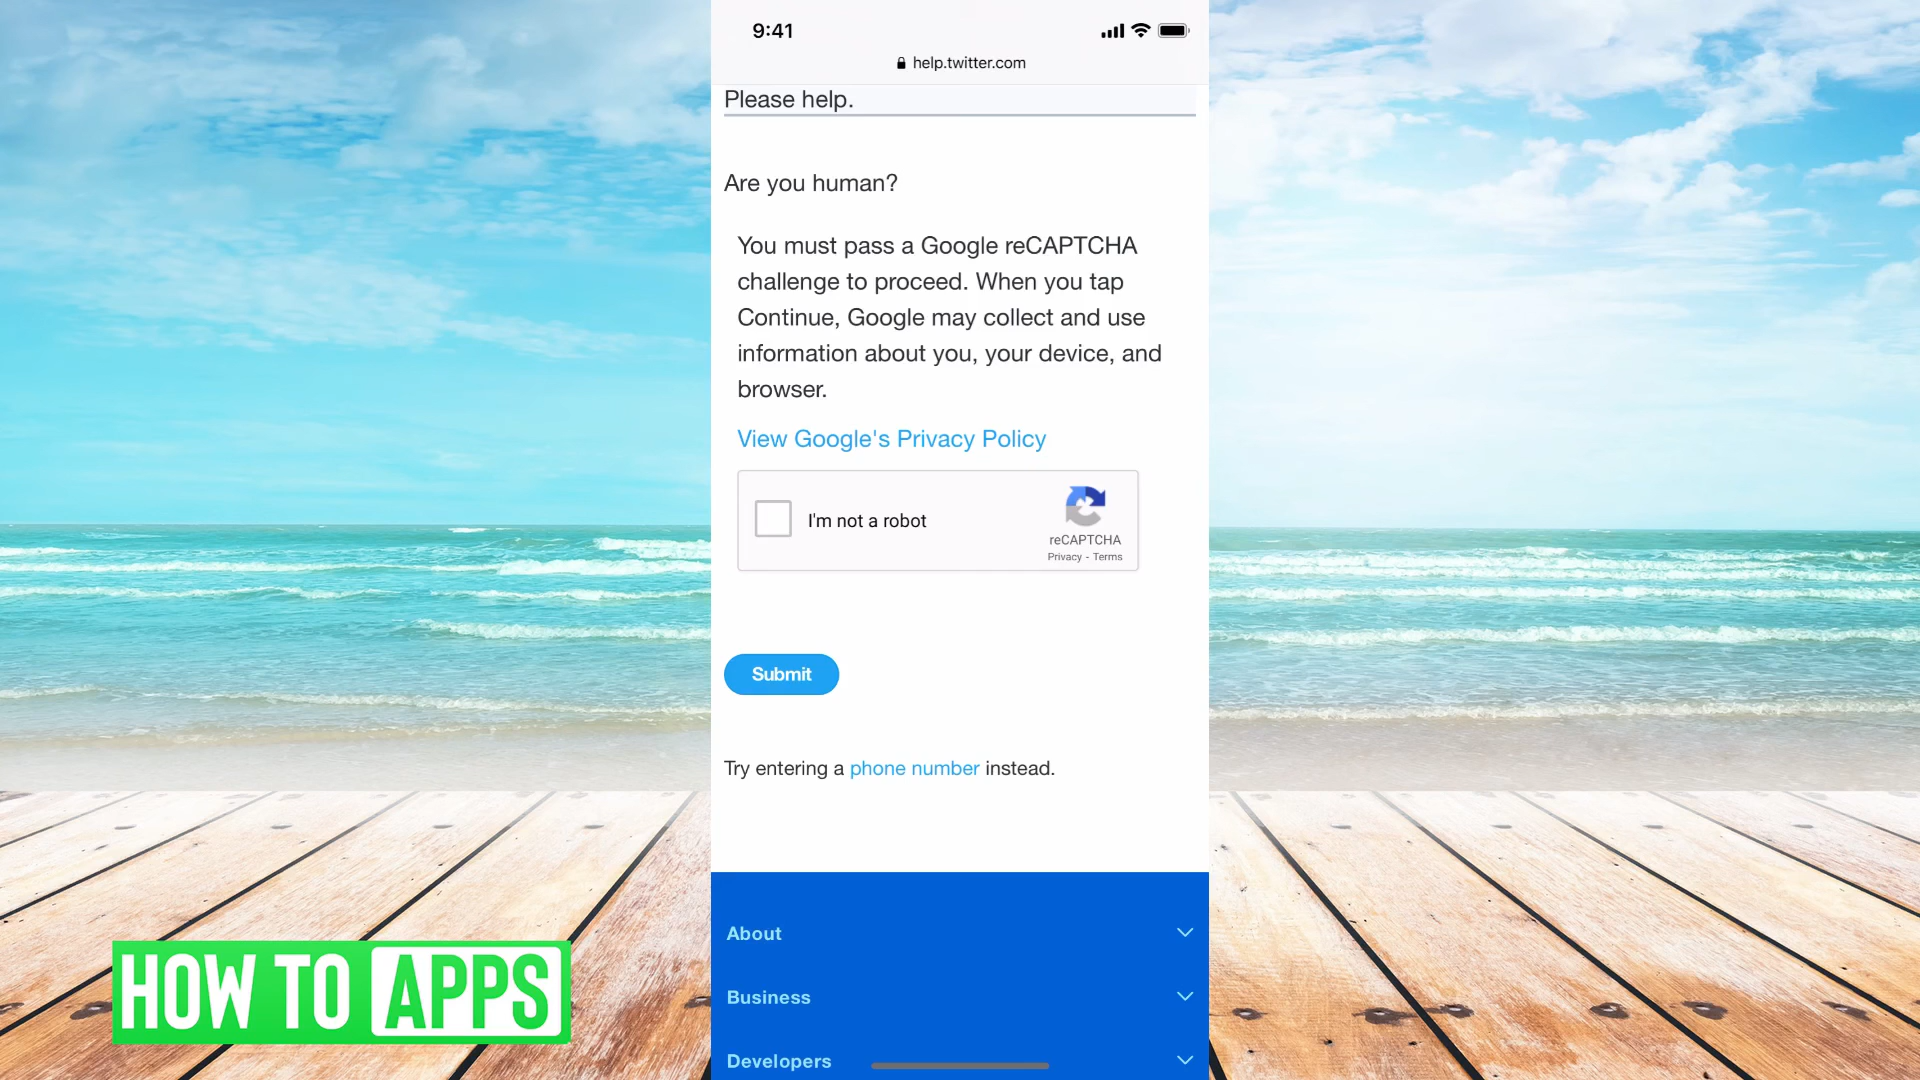 9:41
help.twitter.com
Please help.
Are you human?
You must pass a Google reCAPTCHA
challenge to proceed. When you tap
Continue, Google may collect and use
information about you, your device, and
browser.
View Google's Privacy Policy
I'm not a robot
reCAPTCHA
Privacy - Terms
Submit
Try entering a phone number instead.
About
Business
Developers
HOW TO APPS